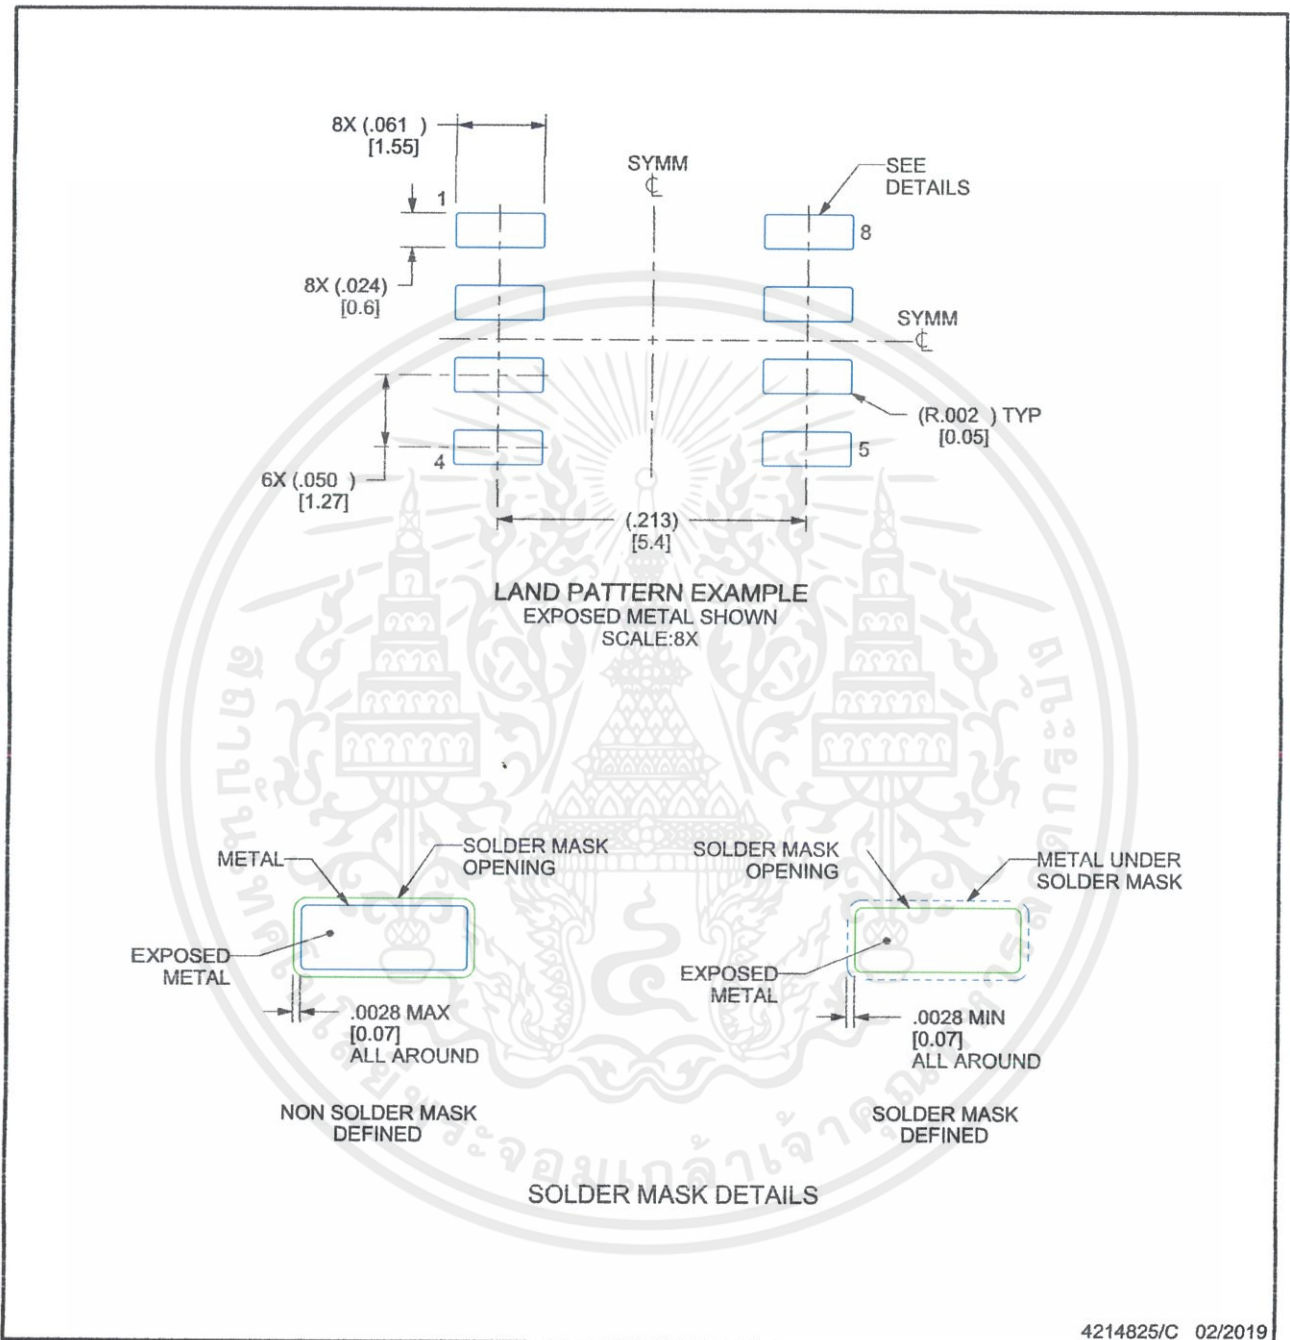 8X (.061 )
[1.55]
SYMM
SEE
DETAILS
1
8
8X (.024)
[0.6]
SYMM
(R.002 ) TYP
[0.05]
4
5
6X (.050 )
[1.27]
(.213)
[5.4]
LAND PATTERN EXAMPLE
EXPOSED METAL SHOWN
SCALE:8X
METAL
SOLDER MASK
OPENING
EXPOSED
METAL
.0028 MAX
[0.07]
ALL AROUND
NON SOLDER MASK
DEFINED
SOLDER MASK
OPENING
METAL UNDER
SOLDER MASK
EXPOSED
METAL
.0028 MIN
[0.07]
ALL AROUND
SOLDER MASK
DEFINED
SOLDER MASK DETAILS
4214825/C 02/2019